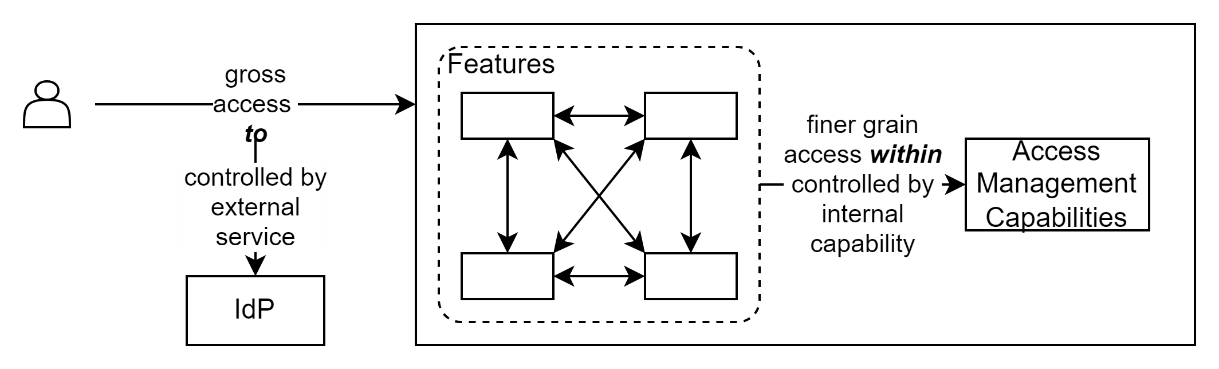 gross
access
to
controlled by
external
service
IdP
Features
finer grain
access within
controlled by
internal
capability
Access
Management
Capabilities